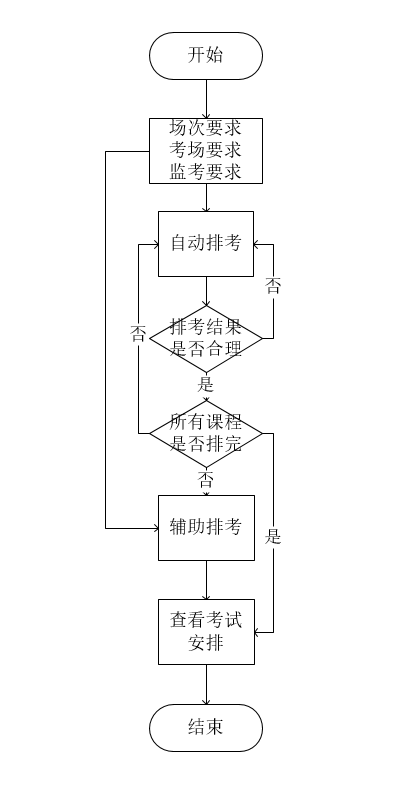 开始
场次要求
考场要求
监考要求
自动排考
否
排考结果
是否合理
否
是
所有课程
是否排完
否
辅助排考
是
查看考试
安排
结束